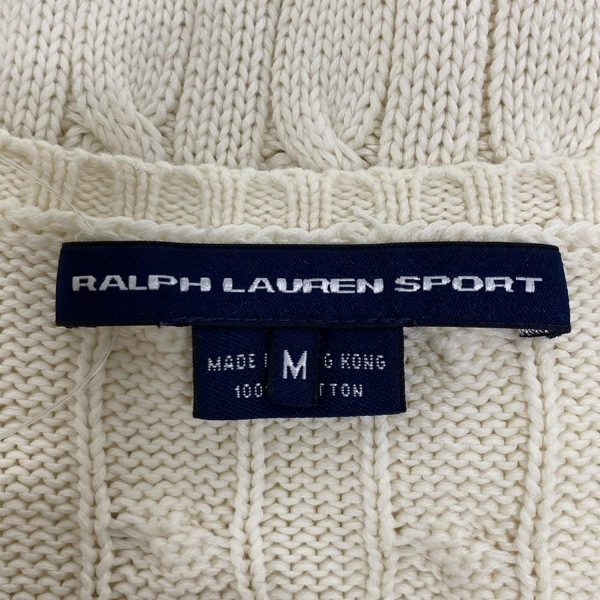 RALPH LAUREN SPORT
MADE I M G KONG
100 TTON